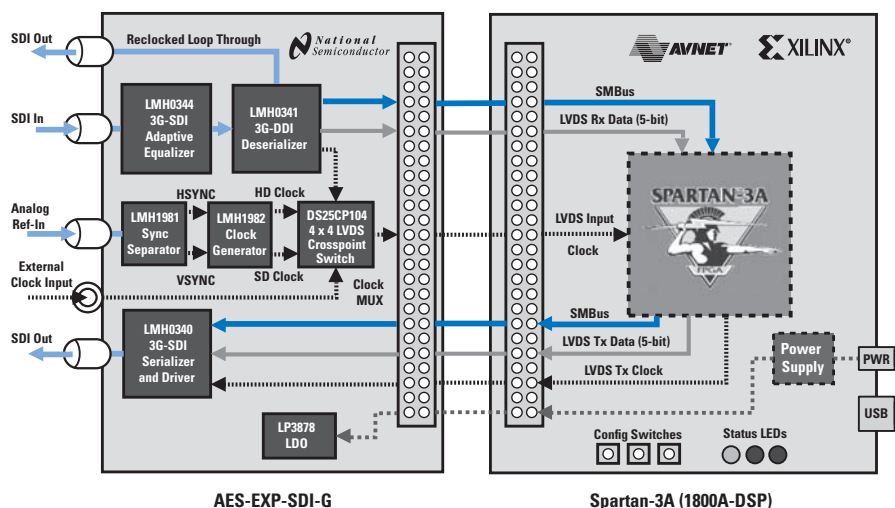 SDI Out
Reclocked Loop Through
National
Semiconductor
AVNET®
XILINX®
SMBus
SDI In
LMH0344
3G-SDI
Adaptive
Equalizer
LMH0341
3G-DDI
Deserializer
LVDS Rx Data (5-bit)
SPARTAN-3A
FPGA
Analog
Ref-In
HSYNC
HD Clock
LMH1981
Sync
Separator
LMH1982
Clock
Generator
DS25CP104
4 x 4 LVDS
Crosspoint
Switch
LVDS Input
Clock
External
Clock Input
VSYNC
SD Clock
Clock
MUX
SMBus
SDI Out
LMH0340
3G-SDI
Serializer
and Driver
LVDS Tx Data (5-bit)
LVDS Tx Clock
Power
Supply
PWR
USB
LP3878
LDO
Config Switches
Status LEDs
AES-EXP-SDI-G
Spartan-3A (1800A-DSP)